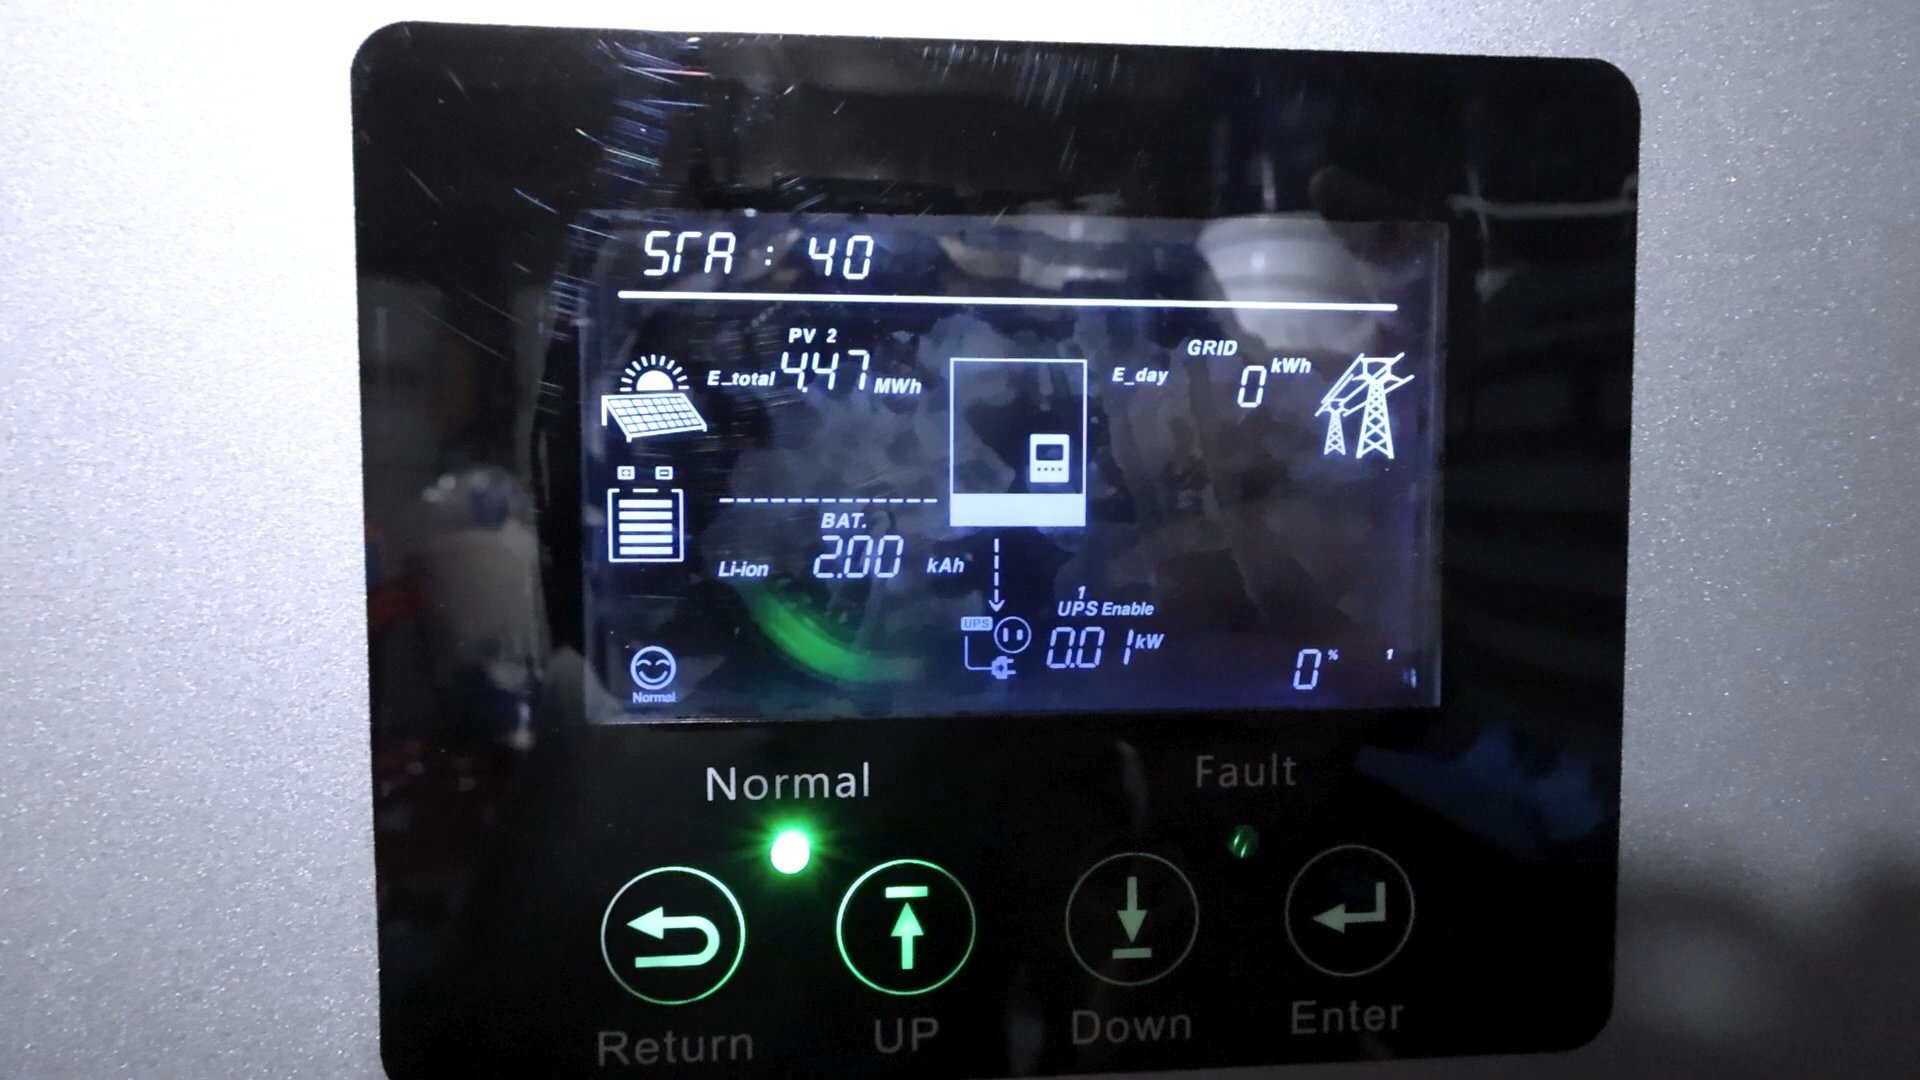 STA : 40
PV 2
E_total 4.47 MWh
GRID
E_day 0 kWh
BAT.
Li-ion 2.00 kAh
1
UPS Enable
UPS
0.01 kW
0 %
1
Normal
Normal
Fault
Return
UP
Down
Enter